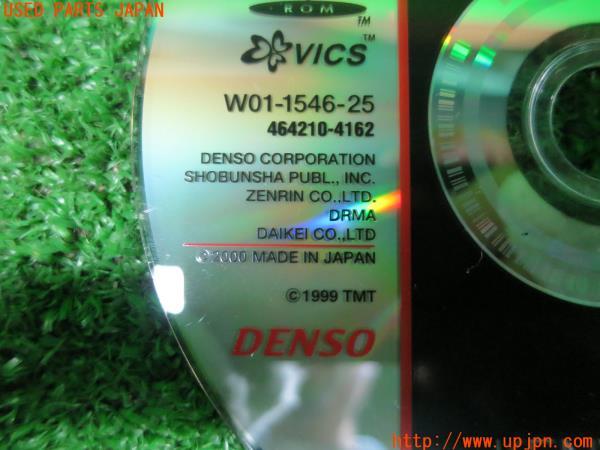 USED PARTS JAPAN
ROM
TM
VICS TM
W01-1546-25
464210-4162
DENSO CORPORATION
SHOBUNSHA PUBL., INC.
ZENRIN CO.,LTD.
DRMA
DAIKEI CO.,LTD
℗2000 MADE IN JAPAN
©1999 TMT
DENSO
http://www.upjpn.com/